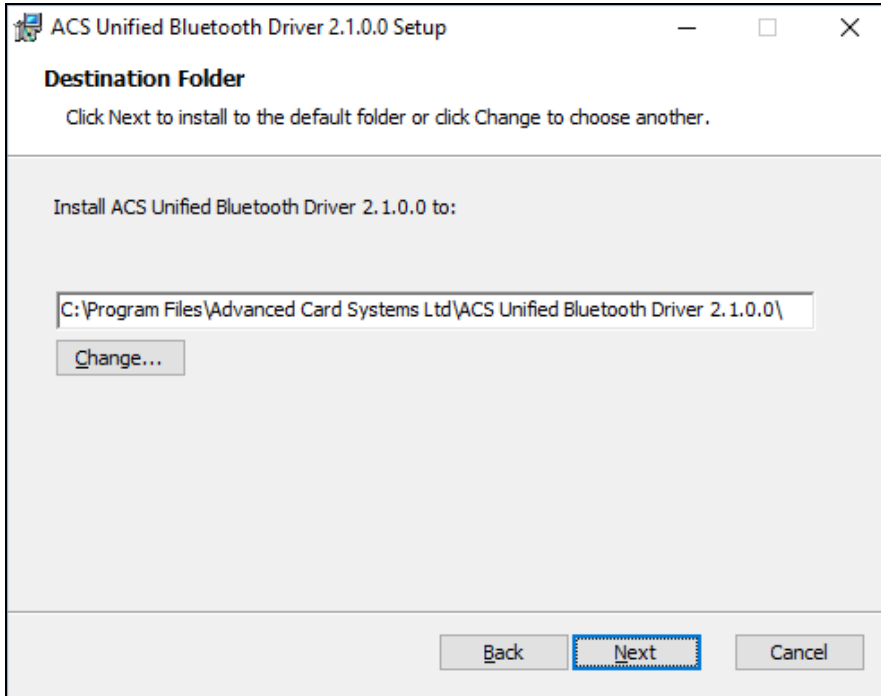 ACS Unified Bluetooth Driver 2.1.0.0 Setup
Destination Folder
Click Next to install to the default folder or click Change to choose another.
Install ACS Unified Bluetooth Driver 2.1.0.0 to:
C:\Program Files\Advanced Card Systems Ltd\ACS Unified Bluetooth Driver 2.1.0.0\
Change...
Back Next Cancel